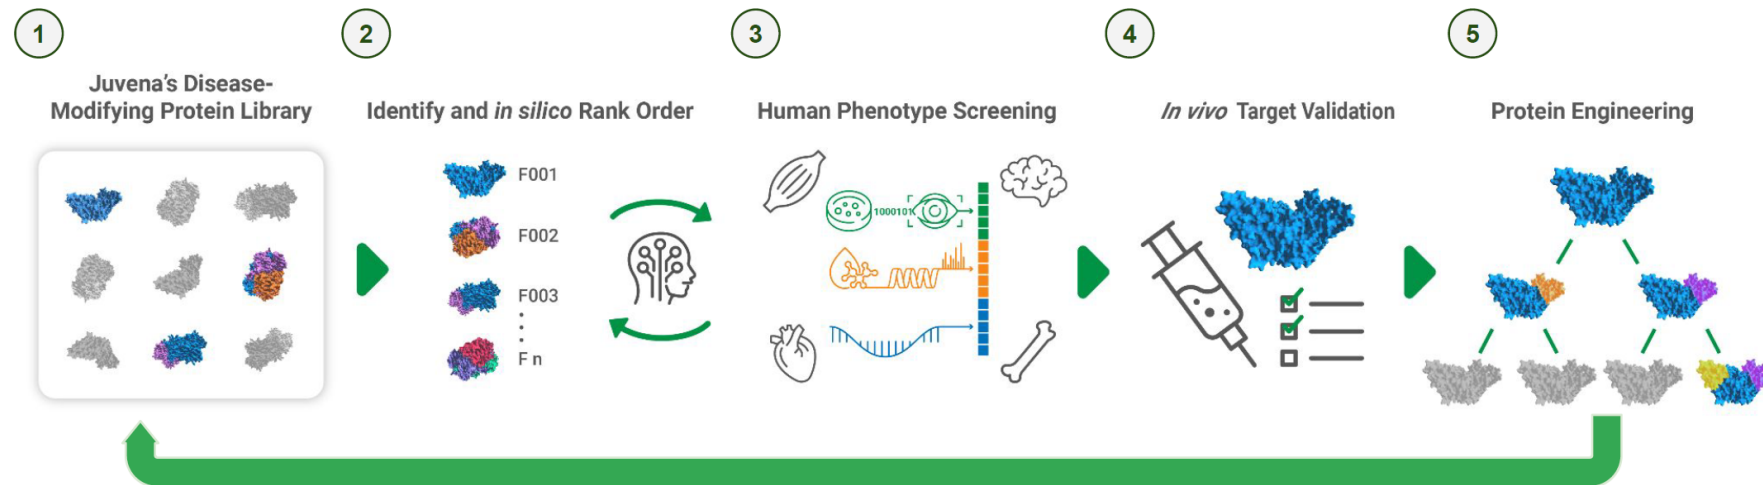 1
2
3
4
5
Juvena's Disease-
Modifying Protein Library
Identify and in silico Rank Order
Human Phenotype Screening
In vivo Target Validation
Protein Engineering
F001
F002
F003
F n
1000101